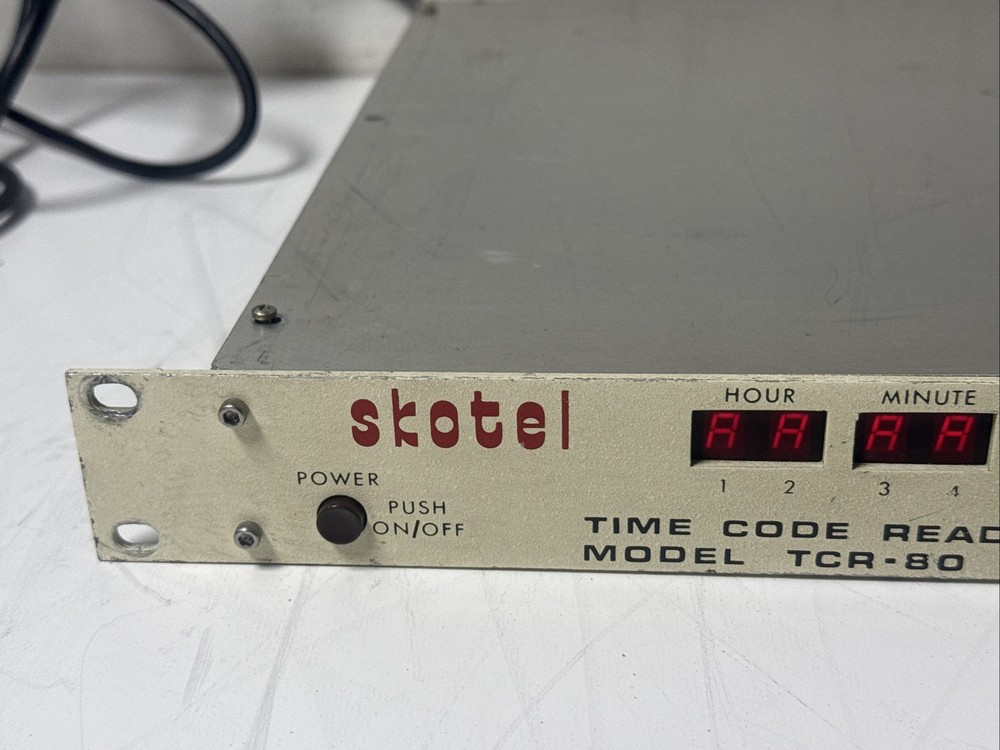 skotel
HOUR MINUTE
AA AA
1 2 3 4
POWER
PUSH
ON/OFF
TIME CODE READ
MODEL TCR-80